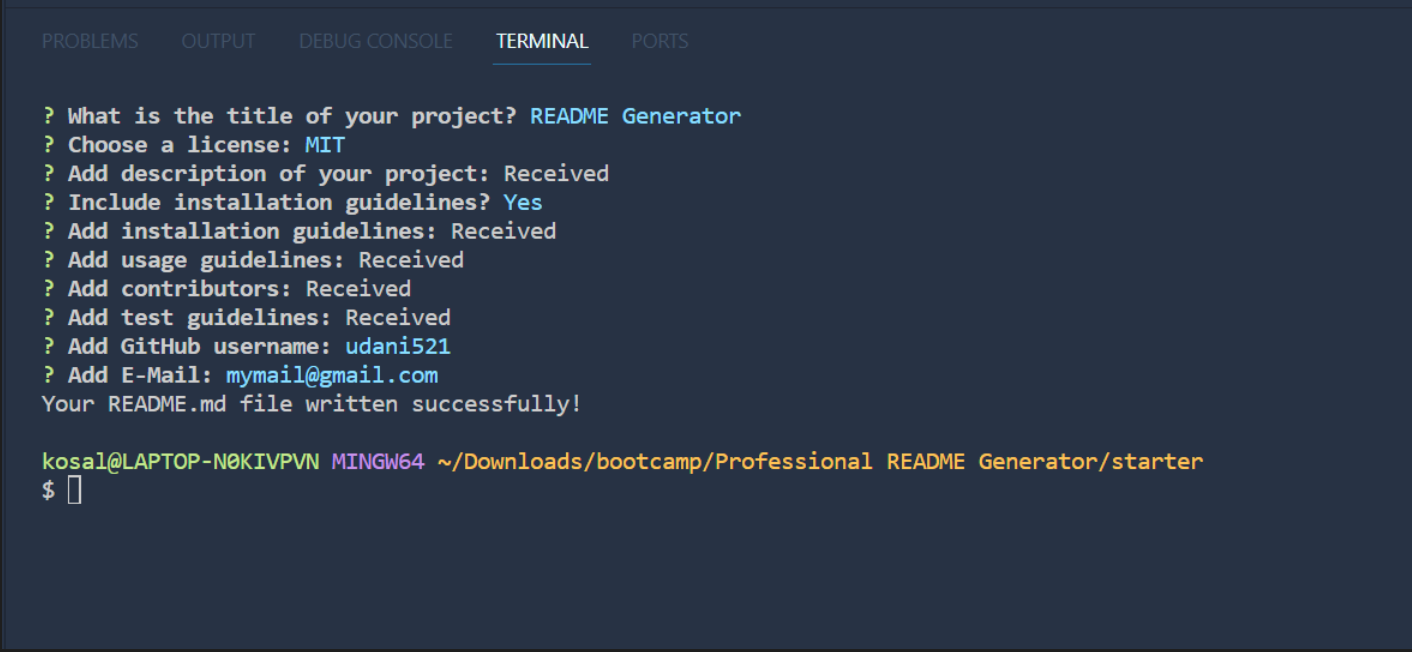 PROBLEMS OUTPUT DEBUG CONSOLE TERMINAL PORTS
? What is the title of your project? README Generator
? Choose a license: MIT
? Add description of your project: Received
? Include installation guidelines? Yes
? Add installation guidelines: Received
? Add usage guidelines: Received
? Add contributors: Received
? Add test guidelines: Received
? Add GitHub username: udani521
? Add E-Mail: mymail@gmail.com
Your README.md file written successfully!
kosal@LAPTOP-N0KIVPVN MINGW64 ~/Downloads/bootcamp/Professional README Generator/starter
$